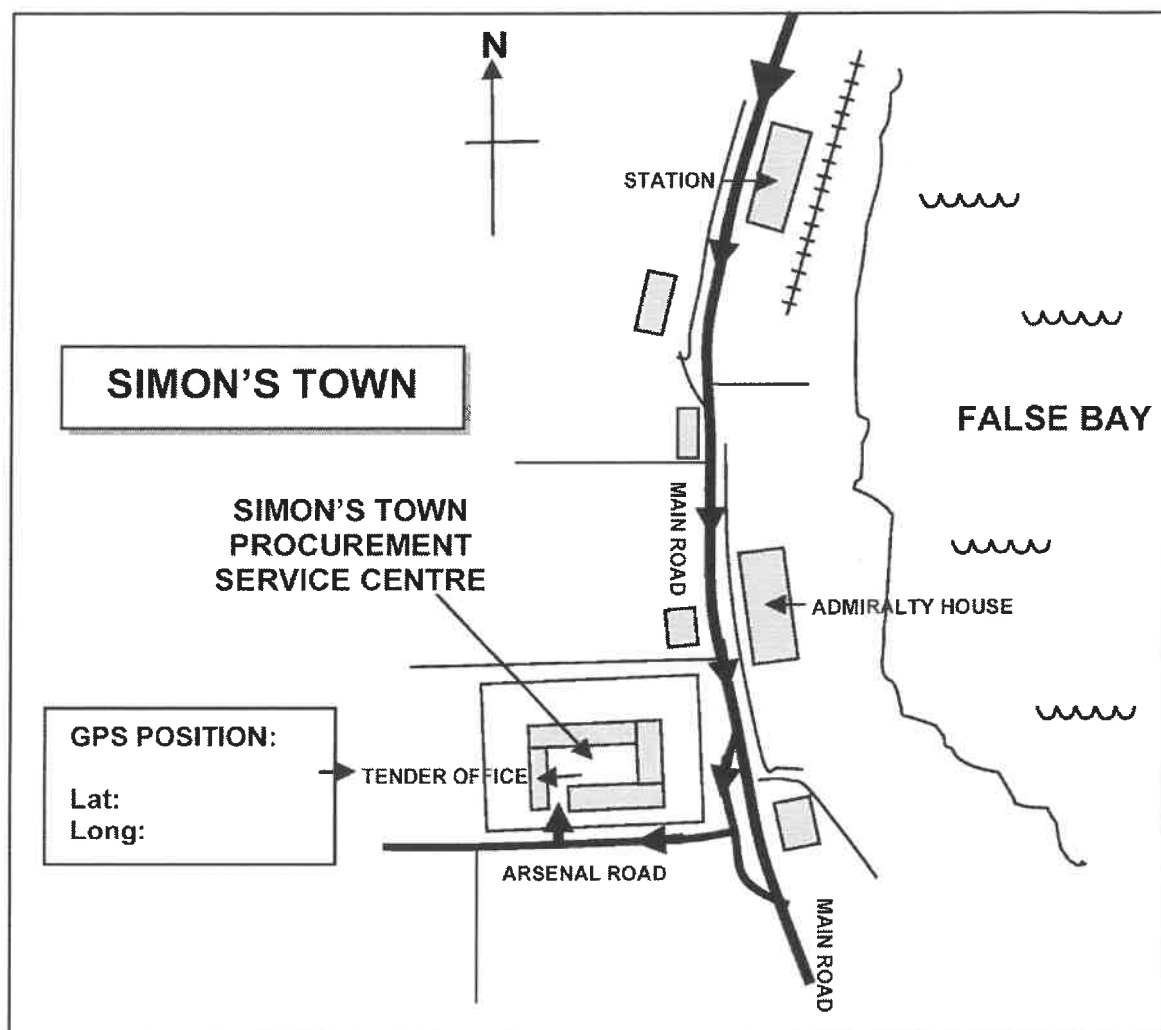 N
STATION
SIMON'S TOWN
FALSE BAY
SIMON'S TOWN
PROCUREMENT
SERVICE CENTRE
MAIN ROAD
ADMIRALTY HOUSE
GPS POSITION:
Lat:
Long:
TENDER OFFICE
ARSENAL ROAD
MAIN ROAD